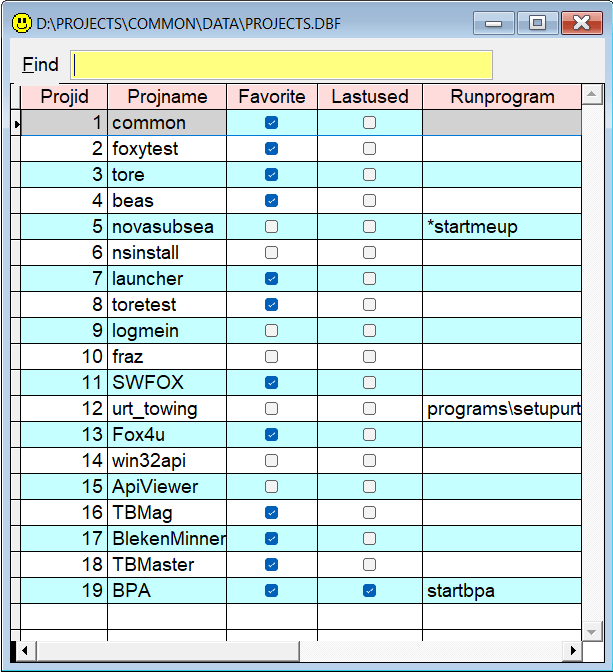 D:\PROJECTS\COMMON\DATA\PROJECTS.DBF
Find
Projid Projname Favorite Lastused Runprogram
1 common
2 foxytest
3 tore
4 beas
5 novasubsea *startmeup
6 nsinstall
7 launcher
8 toretest
9 logmein
10 fraz
11 SWFOX
12 urt_towing programs\setupurt
13 Fox4u
14 win32api
15 ApiViewer
16 TBMag
17 BlekenMinner
18 TBMaster
19 BPA startbpa